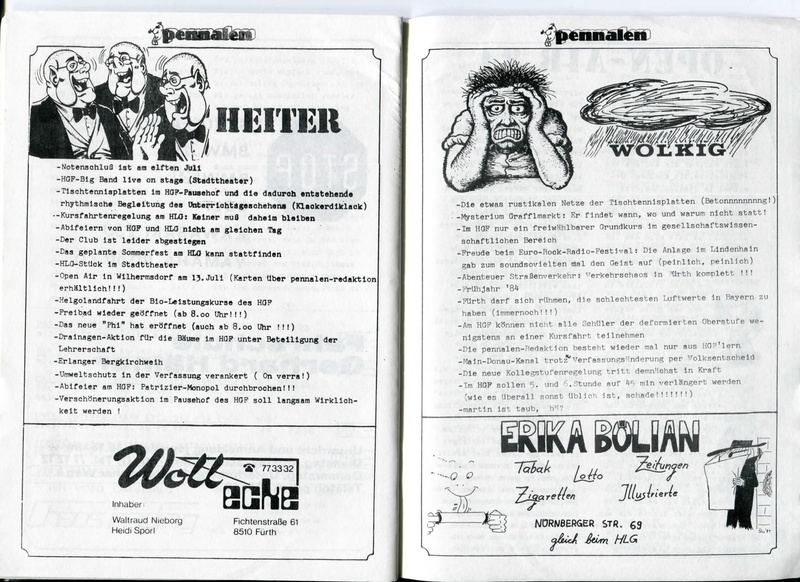 pennalen
HEITER
-Notenschluß ist am elften Juli
-HGF-Big Band live on stage (Stadttheater)
-Tischtennisplatten im HGF-Pausehof und die dadurch entstehende
rhythmische Begleitung des Unterrichtsgeschehens (Klackerdiklack)
-Kursfahrtenregelung am HLG: Keiner muß daheim bleiben
-Abifeiern von HGF und HLG nicht am gleichen Tag
-Der Club ist leider abgestiegen
-Das geplante Sommerfest am HLG kann stattfinden
-HLG-Stück im Stadttheater
-Open Air in Wilhermsdorf am 13.Juli (Karten über pennalen-redaktion
erhältlich!!!)
-Helgolandfahrt der Bio-Leistungskurse des HGF
-Freibad wieder geöffnet (ab 8.oo Uhr!!!)
-Das neue "Phi" hat eröffnet (auch ab 8.oo Uhr !!!)
-Drainagen-Aktion für die Bäume im HGF unter Beteiligung der
Lehrerschaft
-Erlanger Bergkirchweih
-Umweltschutz in der Verfassung verankert ( On verra!)
-Abifeier am HGF: Patrizier-Monopol durchbrochen!!!
-Verschönerungsaktion im Pausehof des HGF soll langsam Wirklich-
keit werden !
Woll
ecke
☎ 773332
Inhaber:
Waltraud Nieborg
Heidi Spörl
Fichtenstraße 61
8510 Fürth
pennalen
WOLKIG
-Die etwas rustikalen Netze der Tischtennisplatten (Betonnnnnnnng!)
-Mysterium Grafflmarkt: Er findet wann, wo und warum nicht statt!
-Im HGF nur ein freiwählbarer Grundkurs im gesellschaftswissen-
schaftlichen Bereich
-Freude beim Euro-Rock-Radio-Festival: Die Anlage im Lindenhain
gab zum soundsovielten mal den Geist auf (peinlich, peinlich)
-Abenteuer Straßenverkehr: Verkehrschaos in Fürth komplett !!!
-Frühjahr '84
-Fürth darf sich rühmen, die schlechtesten Luftwerte in Bayern zu
haben (immernoch!!!)
-Am HGF können nicht alle Schüler der deformierten Oberstufe we-
nigstens an einer Kursfahrt teilnehmen
-Die pennalen-Redaktion besteht wieder mal nur aus HGF'lern
-Main-Donau-Kanal trotz Verfassungsänderung per Volksentscheid
-Die neue Kollegstufenregelung tritt demnächst in Kraft
-Im HGF sollen 5. und 6.Stunde auf 45 min verlängert werden
(wie es überall sonst üblich ist, schade!!!!!!!)
-martin ist taub, hä?
ERIKA BÖLIAN
Tabak
Lotto
Zeitungen
Zigaretten
Illustrierte
NÜRNBERGER STR. 69
gleich beim HLG